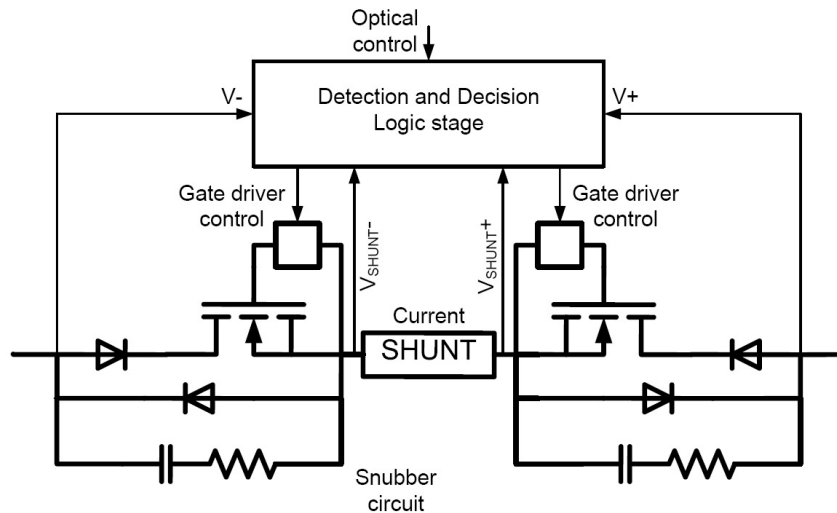 Optical
control
V-
Detection and Decision
Logic stage
V+
Gate driver
control
VSHUNT-
VSHUNT+
Gate driver
control
Current
SHUNT
Snubber
circuit